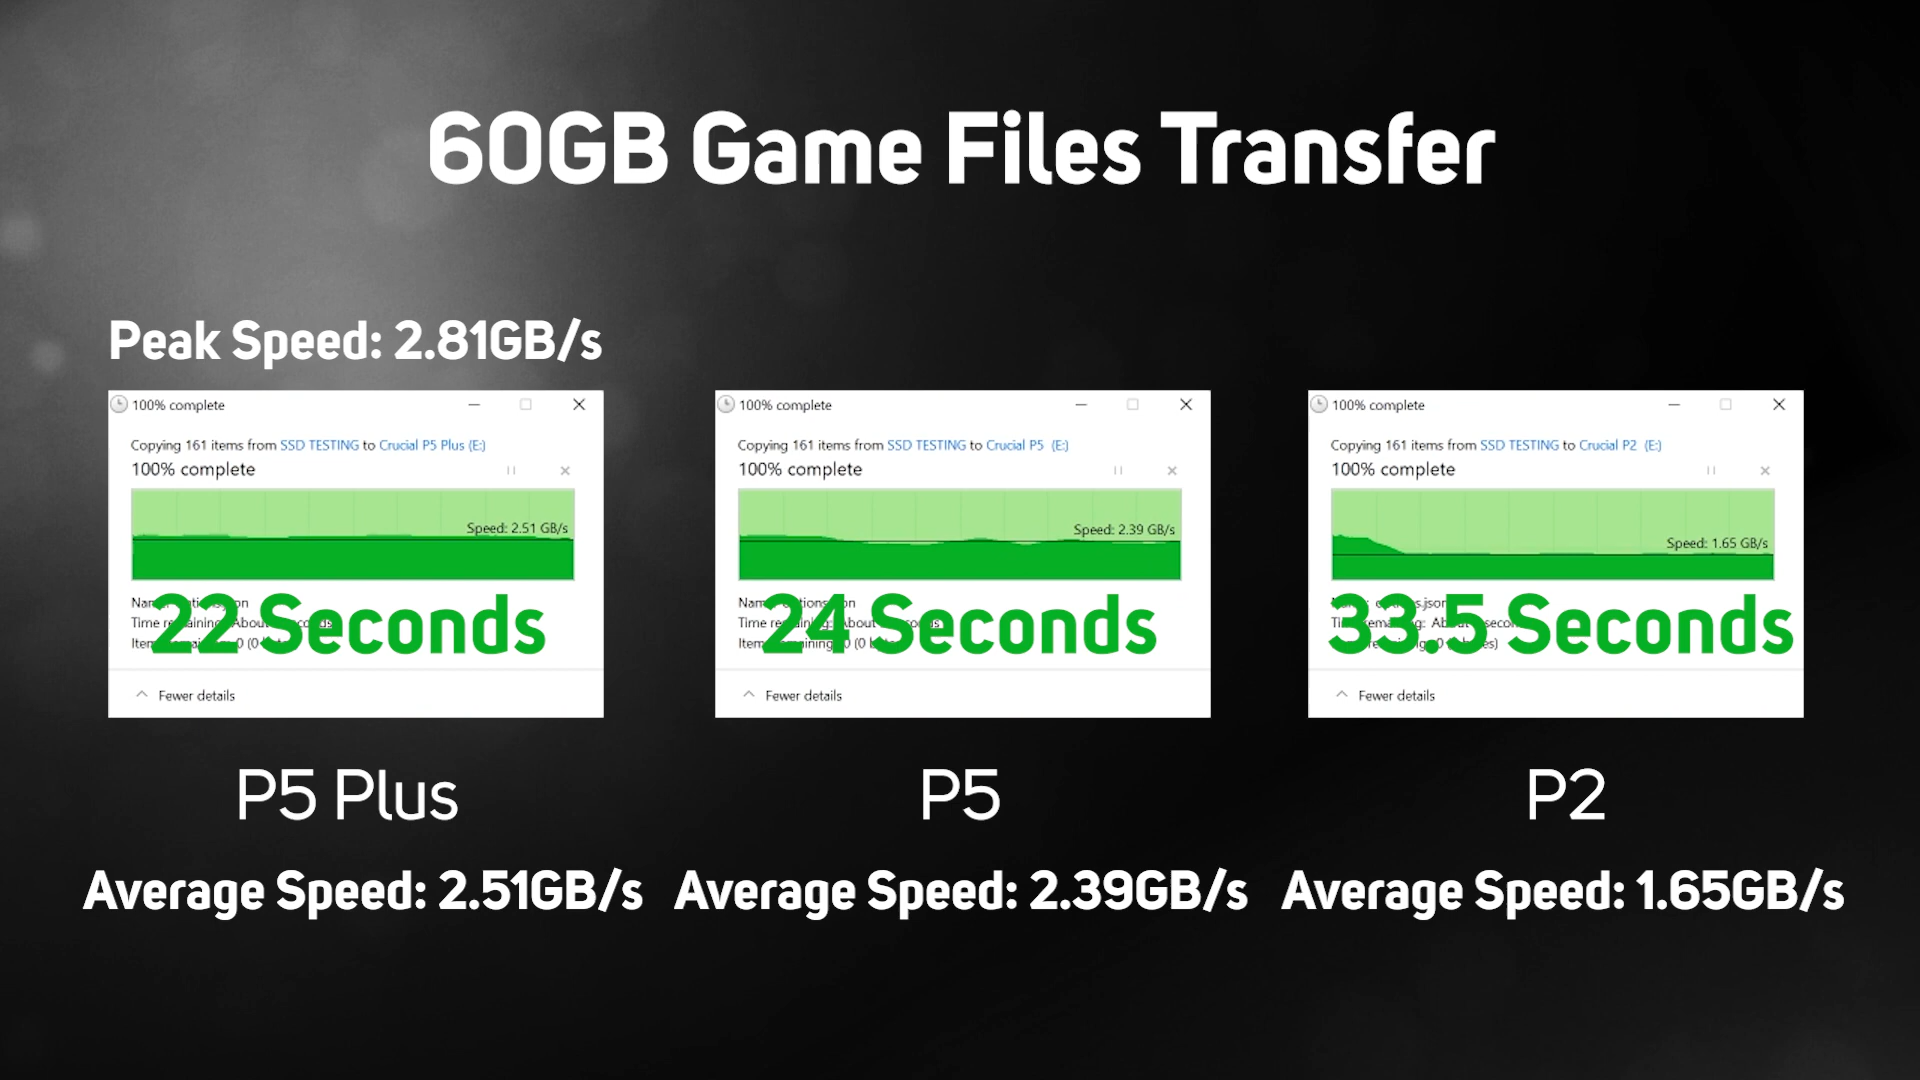 60GB Game Files Transfer
Peak Speed: 2.81GB/s
100% complete
Copying 161 items from SSD TESTING to Crucial P5 Plus (E:)
100% complete
Speed: 2.51 GB/s
22 Seconds
Fewer details
P5 Plus
Average Speed: 2.51GB/s
100% complete
Copying 161 items from SSD TESTING to Crucial P5 (E:)
100% complete
Speed: 2.39 GB/s
24 Seconds
Fewer details
P5
Average Speed: 2.39GB/s
100% complete
Copying 161 items from SSD TESTING to Crucial P2 (E:)
100% complete
Speed: 1.65 GB/s
33.5 Seconds
Fewer details
P2
Average Speed: 1.65GB/s